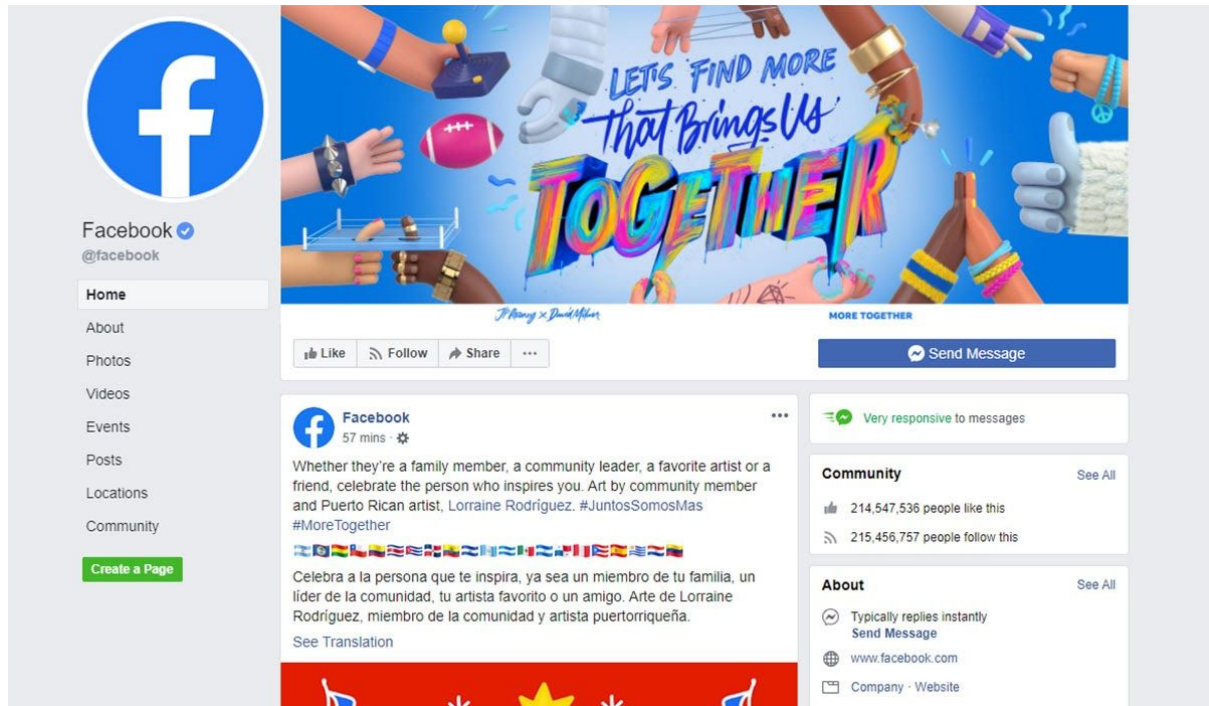 LET'S FIND MORE
That Brings Us
TOGETHER
MORE TOGETHER
Facebook
@facebook
Home
About
Photos
Videos
Events
Posts
Locations
Community
Create a Page
Like
Follow
Share
Send Message
Facebook
57 mins ·
Whether they're a family member, a community leader, a favorite artist or a
friend, celebrate the person who inspires you. Art by community member
and Puerto Rican artist, Lorraine Rodríguez. #JuntosSomosMas
#MoreTogether
Celebra a la persona que te inspira, ya sea un miembro de tu familia, un
líder de la comunidad, tu artista favorito o un amigo. Arte de Lorraine
Rodríguez, miembro de la comunidad y artista puertorriqueña.
See Translation
Very responsive to messages
Community
See All
214,547,536 people like this
215,456,757 people follow this
About
See All
Typically replies instantly
Send Message
www.facebook.com
Company · Website